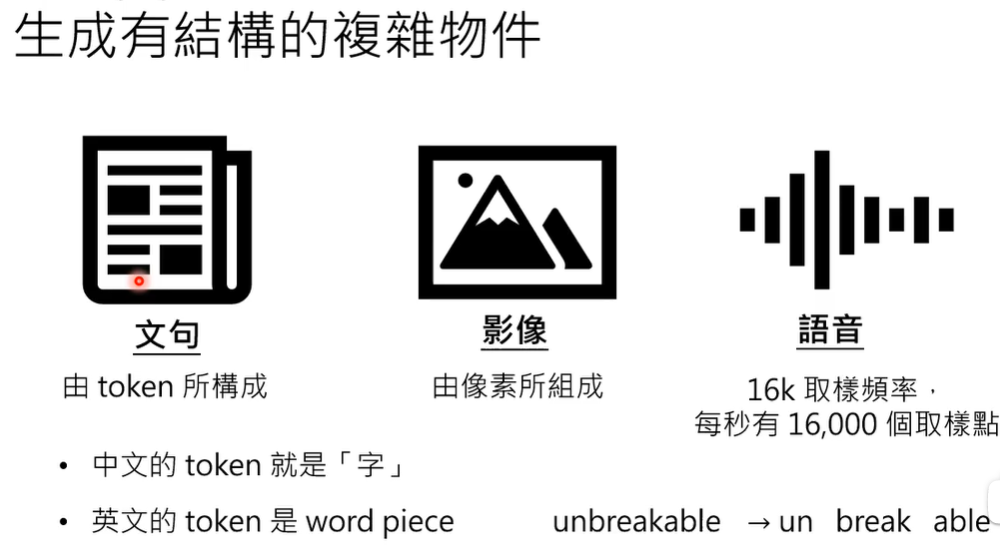 生成有結構的複雜物件
文句
由 token 所構成
影像
由像素所組成
語音
16k 取樣頻率，
每秒有 16,000 個取樣點
• 中文的 token 就是「字」
• 英文的 token 是 word piece unbreakable → un break able